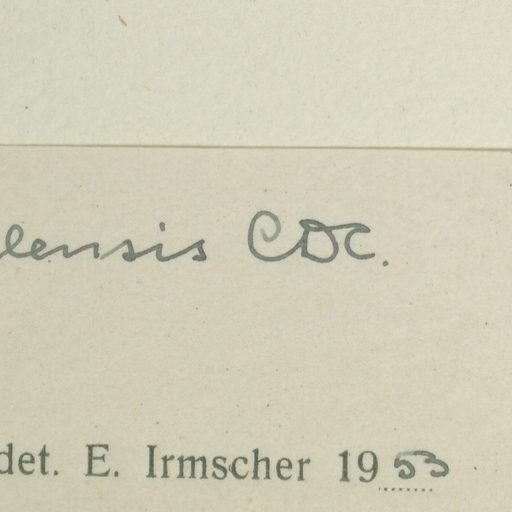 lensis CDC.
det. E. Irmscher 1953